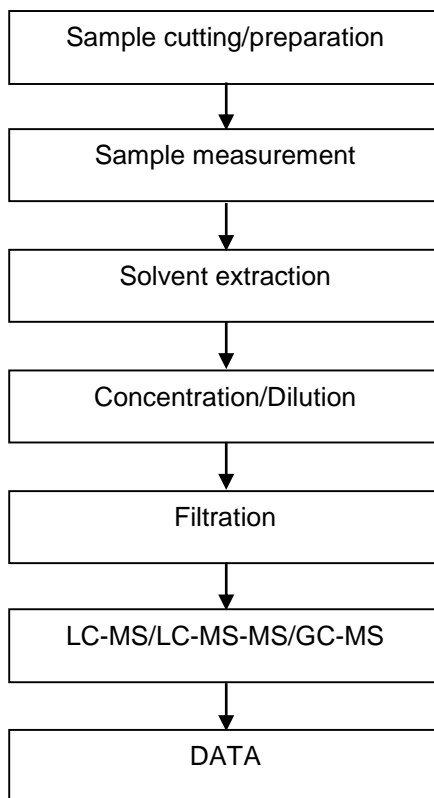 Sample cutting/preparation
Sample measurement
Solvent extraction
Concentration/Dilution
Filtration
LC-MS/LC-MS-MS/GC-MS
DATA